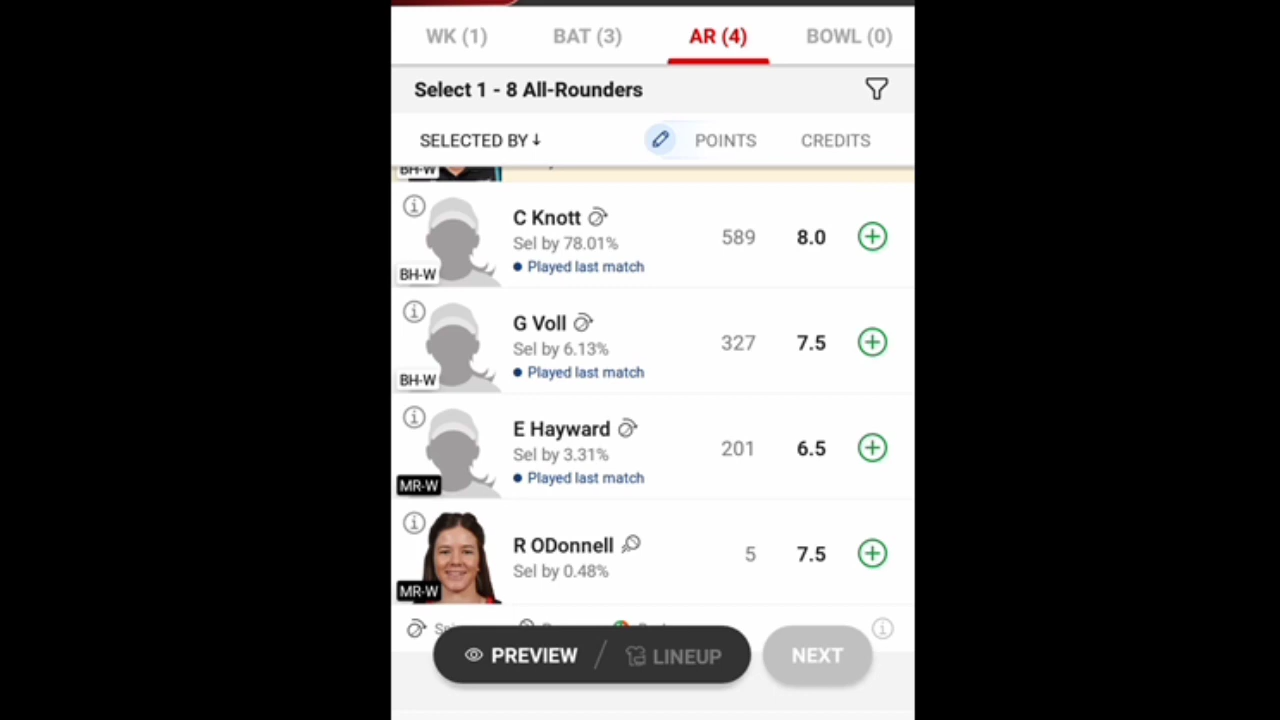 WK (1) BAT (3) AR (4) BOWL (0)
Select 1 - 8 All-Rounders
SELECTED BY ↓ POINTS CREDITS
BH-W
C Knott
Sel by 78.01% 589 8.0
Played last match
BH-W
G Voll
Sel by 6.13% 327 7.5
Played last match
BH-W
E Hayward
Sel by 3.31% 201 6.5
Played last match
MR-W
R ODonnell 5 7.5
Sel by 0.48%
MR-W
PREVIEW / LINEUP NEXT